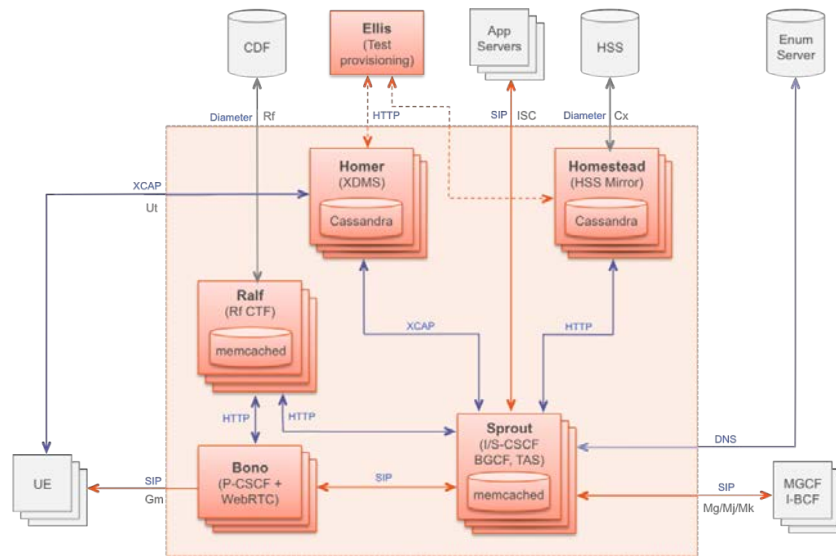 CDF
Ellis
(Test
provisioning)
App
Servers
HSS
Enum
Server
Diameter
Rf
HTTP
SIP
ISC
Diameter
Cx
Homer
(XDMS)
Cassandra
Homestead
(HSS Mirror)
Cassandra
XCAP
Ut
Ralf
(Rf CTF)
memcached
XCAP
HTTP
HTTP
HTTP
Sprout
(I/S-CSCF
BGCF, TAS)
memcached
DNS
UE
SIP
Gm
Bono
(P-CSCF +
WebRTC)
SIP
SIP
Mg/Mj/Mk
MGCF
I-BCF